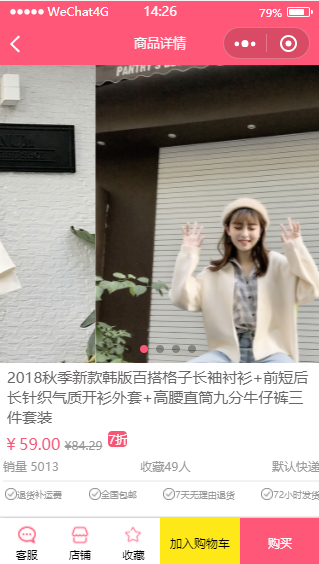 WeChat4G 14:26 79%
商品详情
PANTRY'S
2018秋季新款韩版百搭格子长袖衬衫+前短后
长针织气质开衫外套+高腰直筒九分牛仔裤三
件套装
￥59.00 ¥84.29 7折
销量 5013 收藏49人 默认快递
退货补运费 全国包邮 7天无理由退货 72小时发货
客服 店铺 收藏 加入购物车 购买